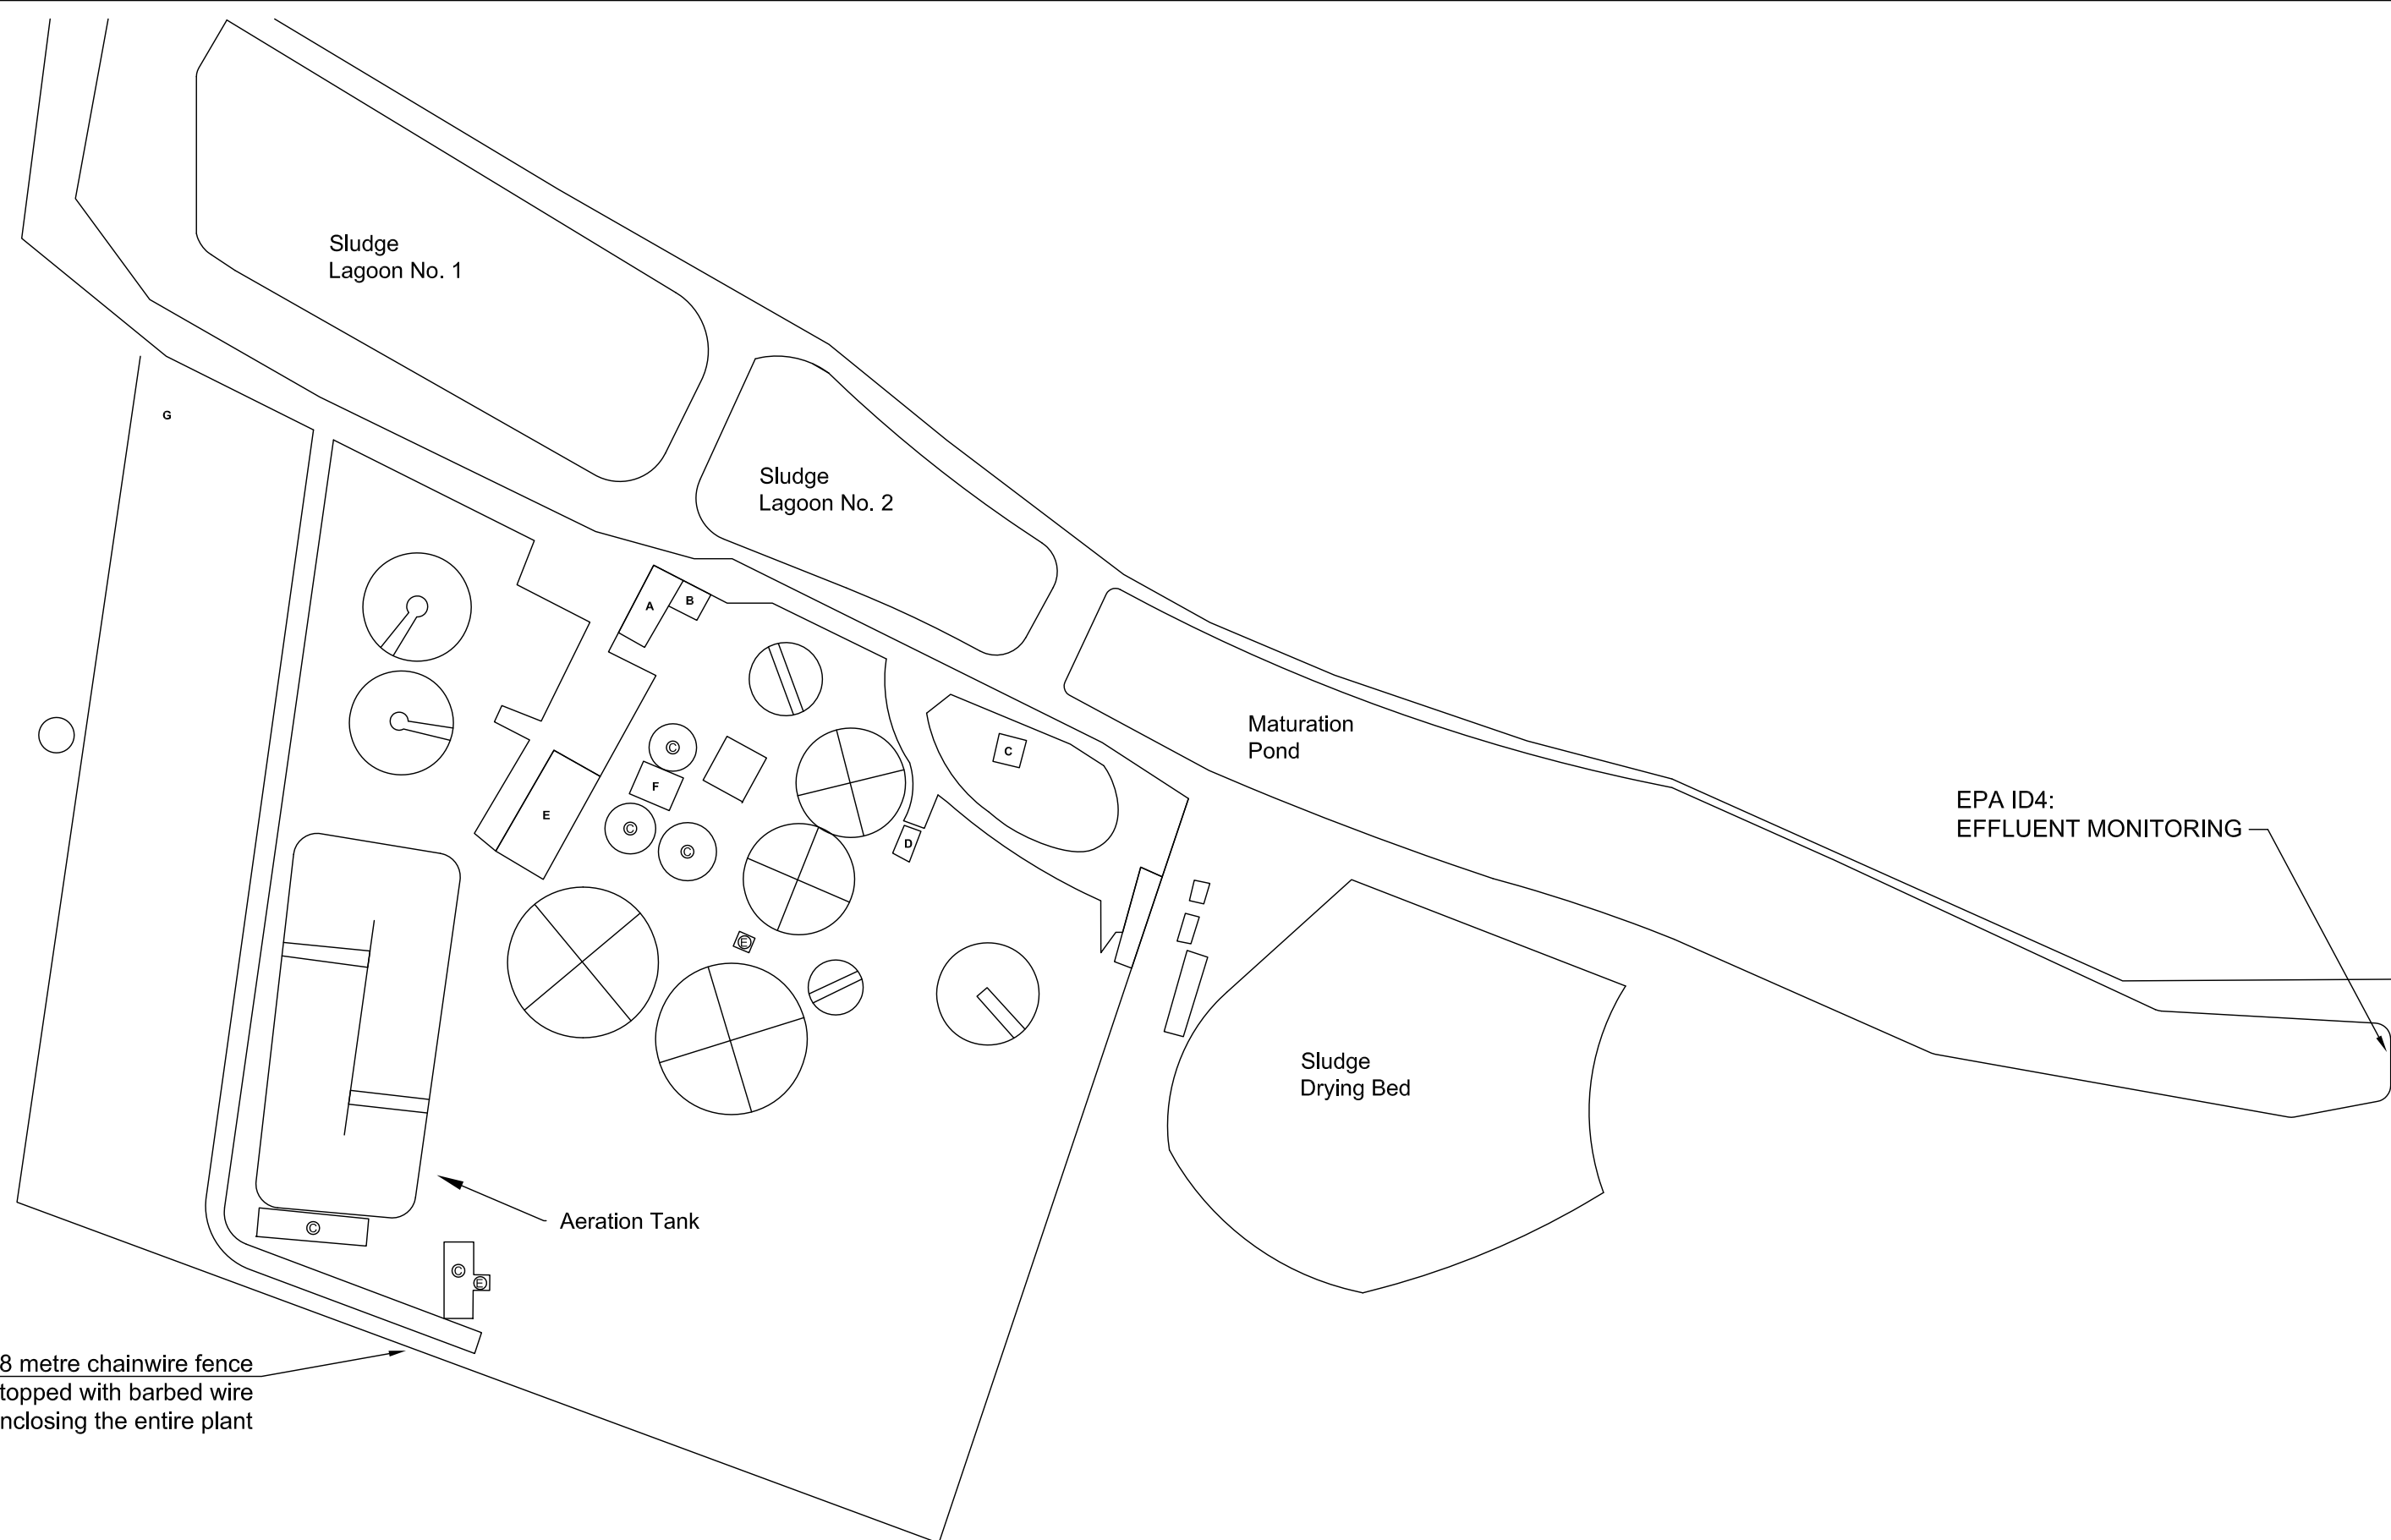 Sludge
Lagoon No. 1
G
Sludge
Lagoon No. 2
A
B
Maturation
Pond
C
©
F
E
©
©
D
EPA ID4:
EFFLUENT MONITORING
Ⓔ
Sludge
Drying Bed
Aeration Tank
©
©
Ⓔ
8 metre chainwire fence
topped with barbed wire
nclosing the entire plant